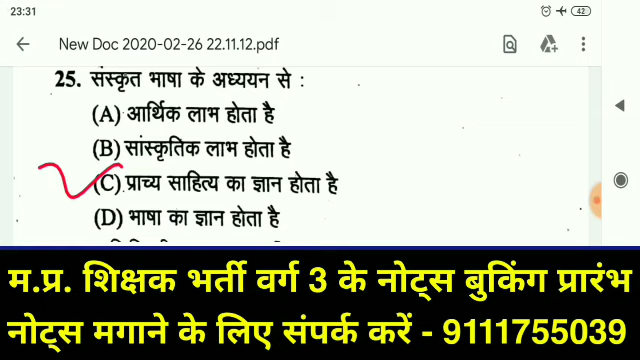 23:31
42
New Doc 2020-02-26 22.11.12.pdf
25. संस्कृत भाषा के अध्ययन से :
(A) आर्थिक लाभ होता है
(B) सांस्कृतिक लाभ होता है
(C) प्राच्य साहित्य का ज्ञान होता है
(D) भाषा का ज्ञान होता है
म.प्र. शिक्षक भर्ती वर्ग 3 के नोट्स बुकिंग प्रारंभ
नोट्स मगाने के लिए संपर्क करें - 9111755039